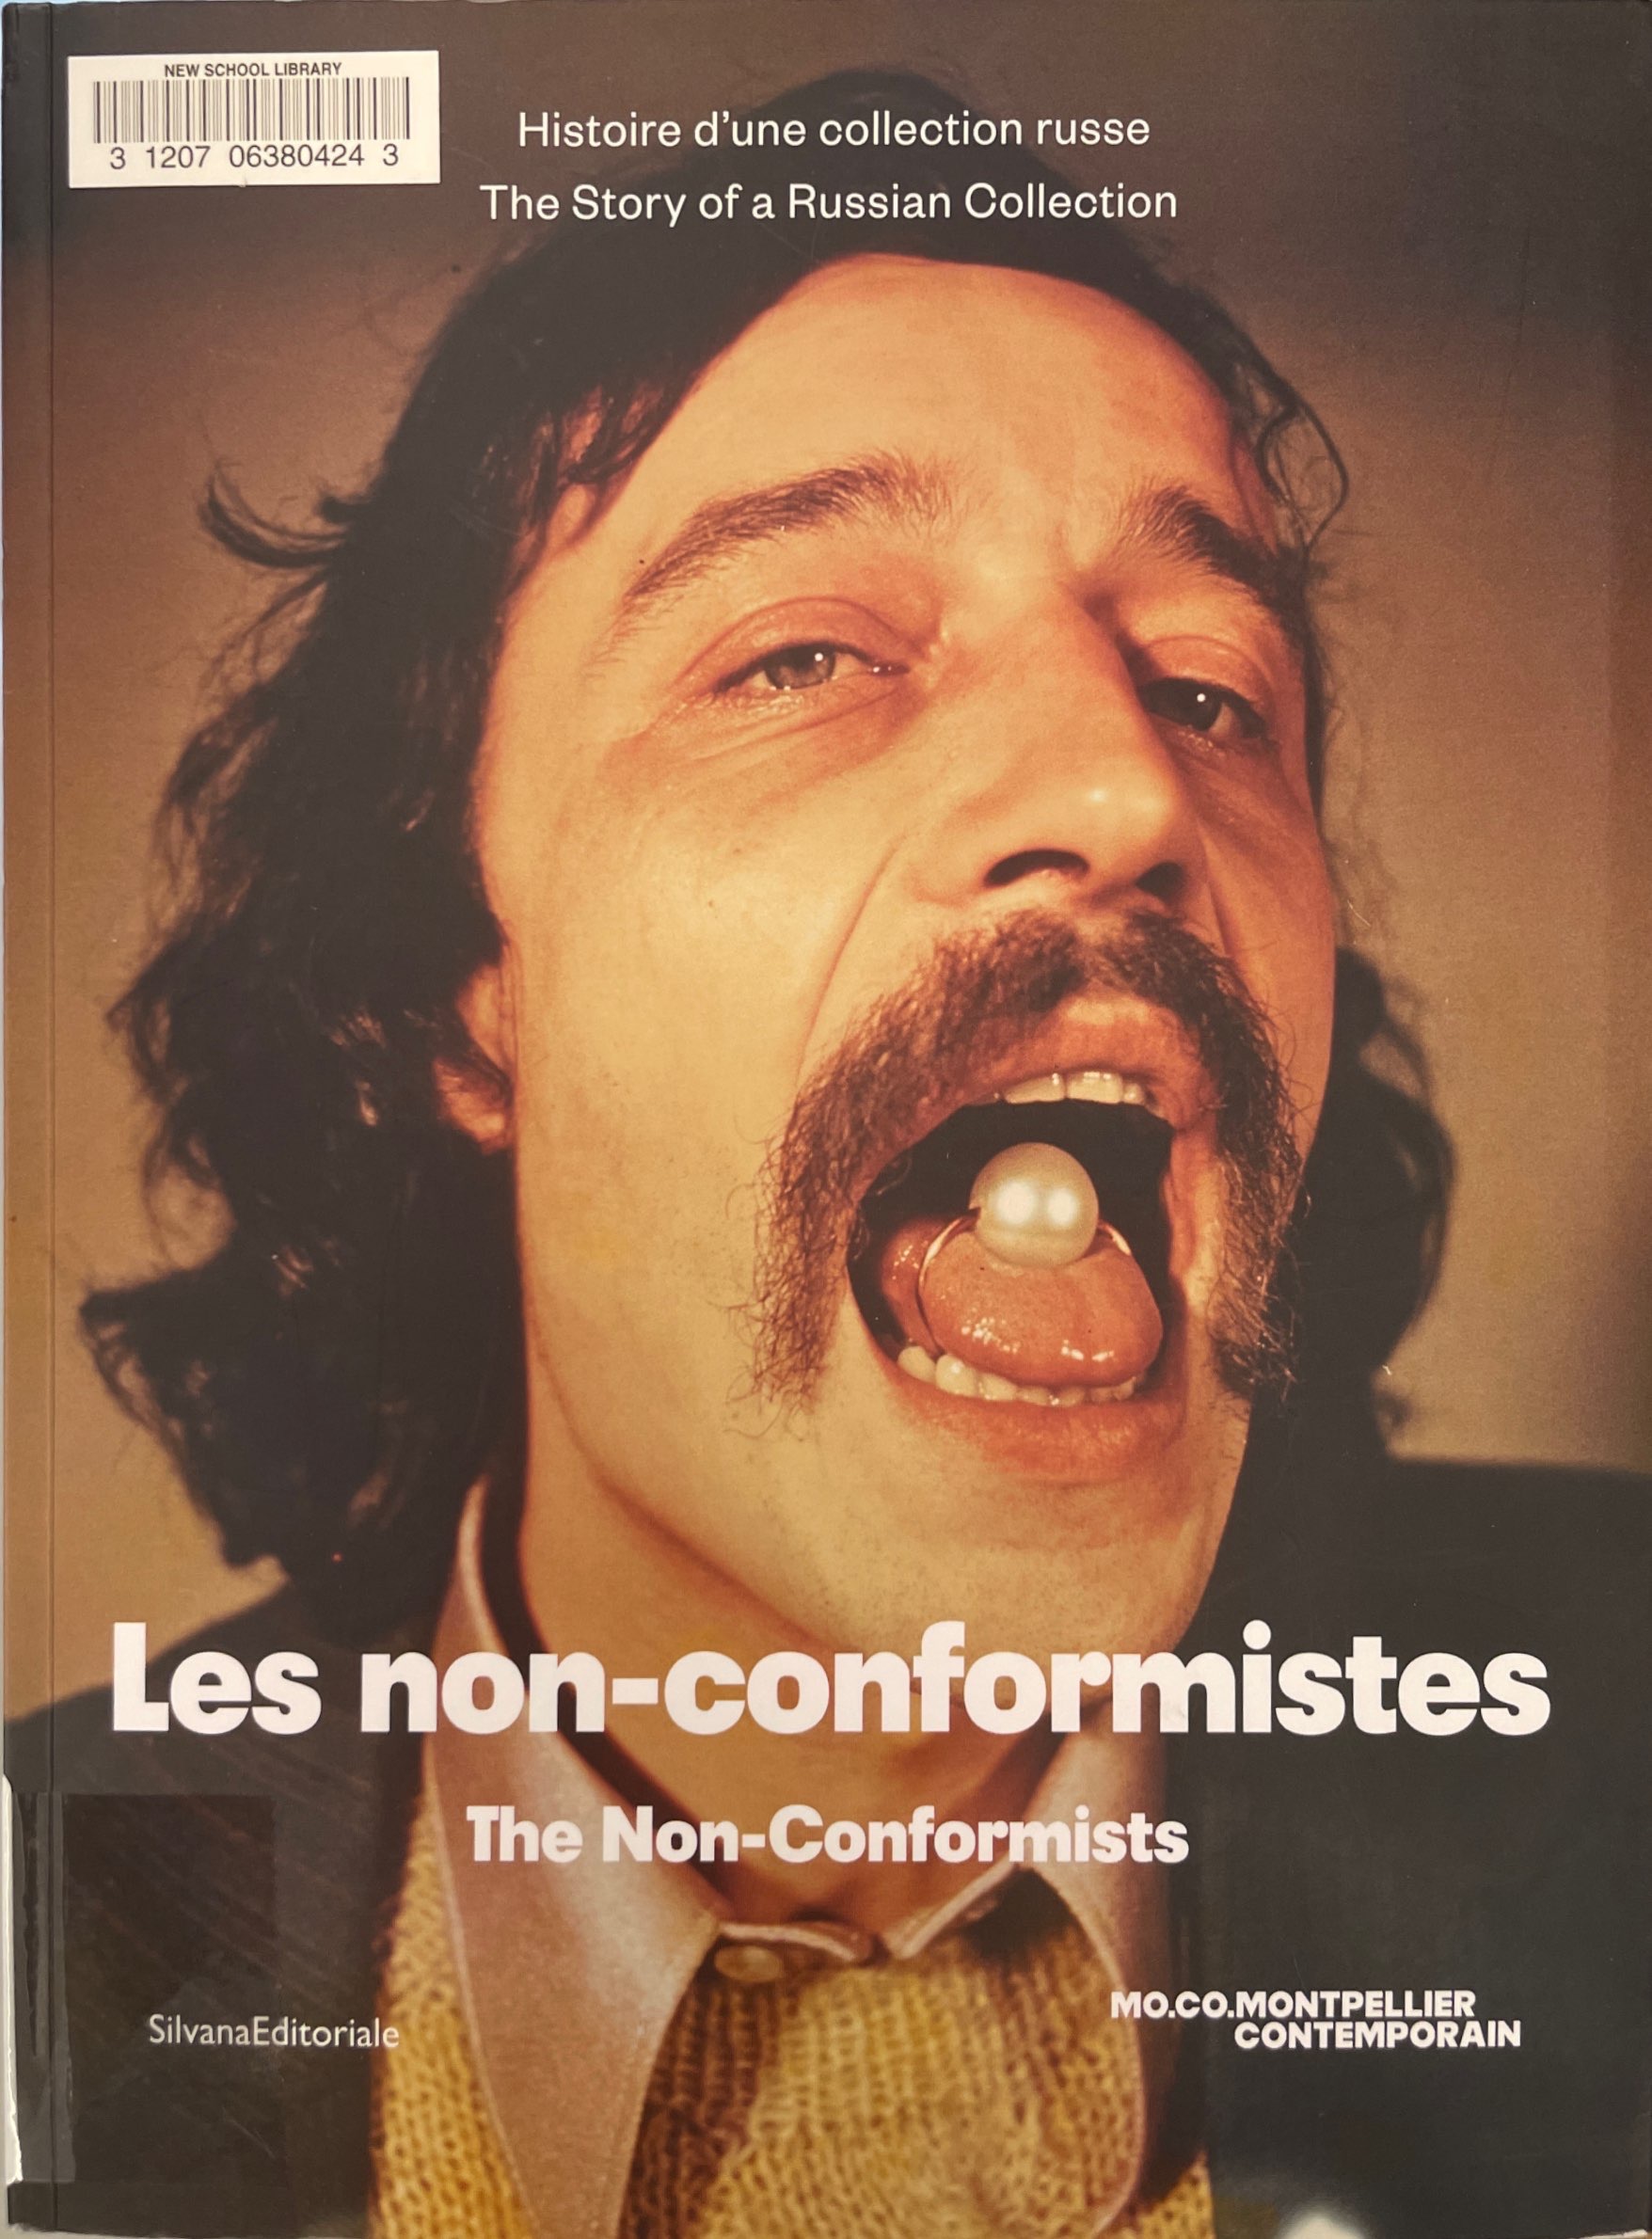 NEW SCHOOL LIBRARY
3 1207 06380424 3
Histoire d'une collection russe
The Story of a Russian Collection
Les non-conformistes
The Non-Conformists
SilvanaEditoriale
MO.CO.MONTPELLIER
CONTEMPORAIN